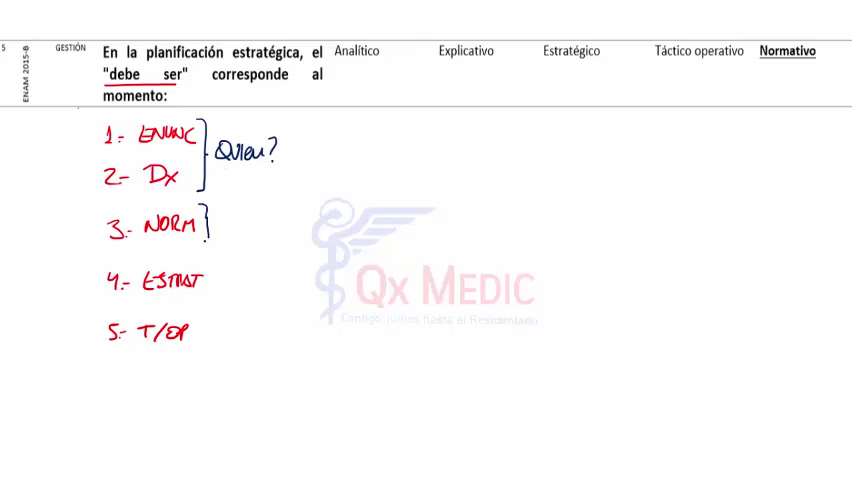 5 ENAM 2015-B GESTIÓN En la planificación estratégica, el "debe ser" corresponde al momento: Analítico Explicativo Estratégico Táctico operativo Normativo
1.- ENUNC
2.- Dx
Quien?
3.- NORM
4.- ESTRAT
5.- T/OP
Qx MEDIC
Contigo, juntos hasta el Residentado